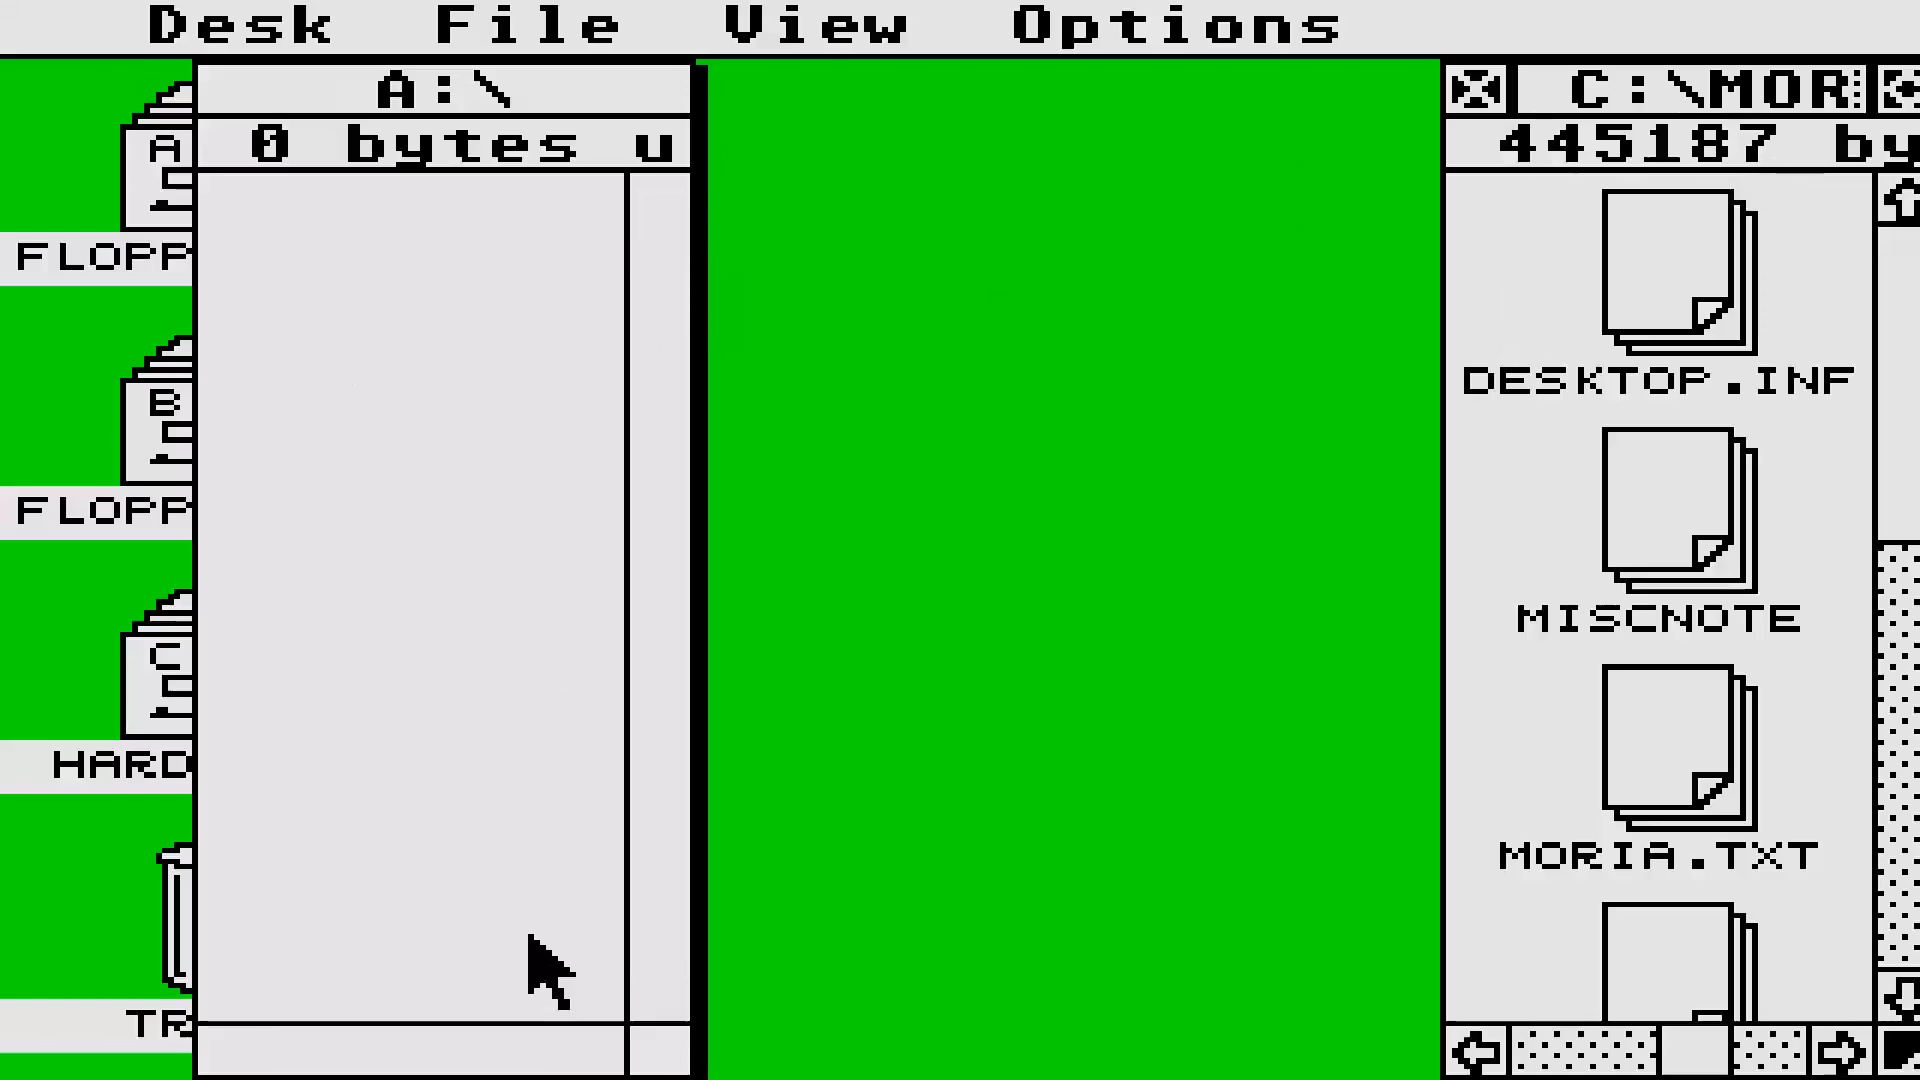 Desk File View Options
A:\
0 bytes u
A
FLOPP
B
FLOPP
C
HARD
TR
C:\MOR
445187 by
DESKTOP.INF
MISCNOTE
MORIA.TXT